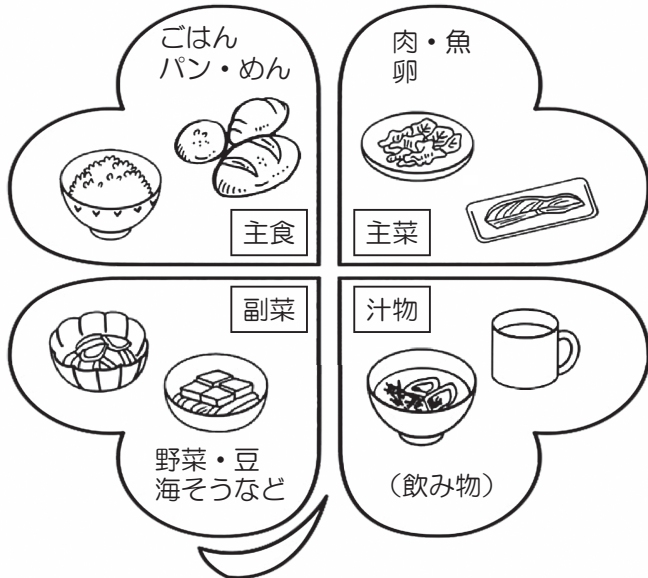 ごはん
パン・めん
主食
肉・魚
卵
主菜
副菜
野菜・豆
海そうなど
汁物
（飲み物）